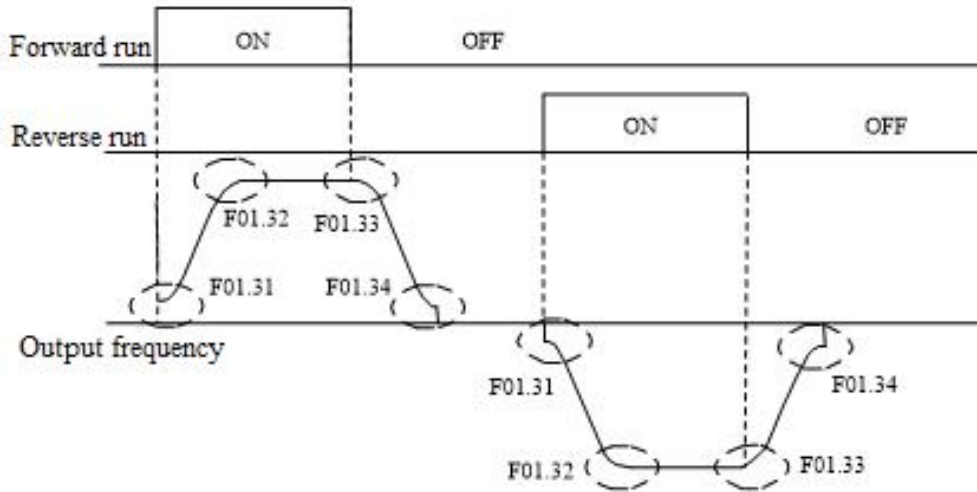 Forward run ON OFF
Reverse run ON OFF
F01.32 F01.33
F01.31 F01.34
Output frequency
F01.31 F01.34
F01.32 F01.33